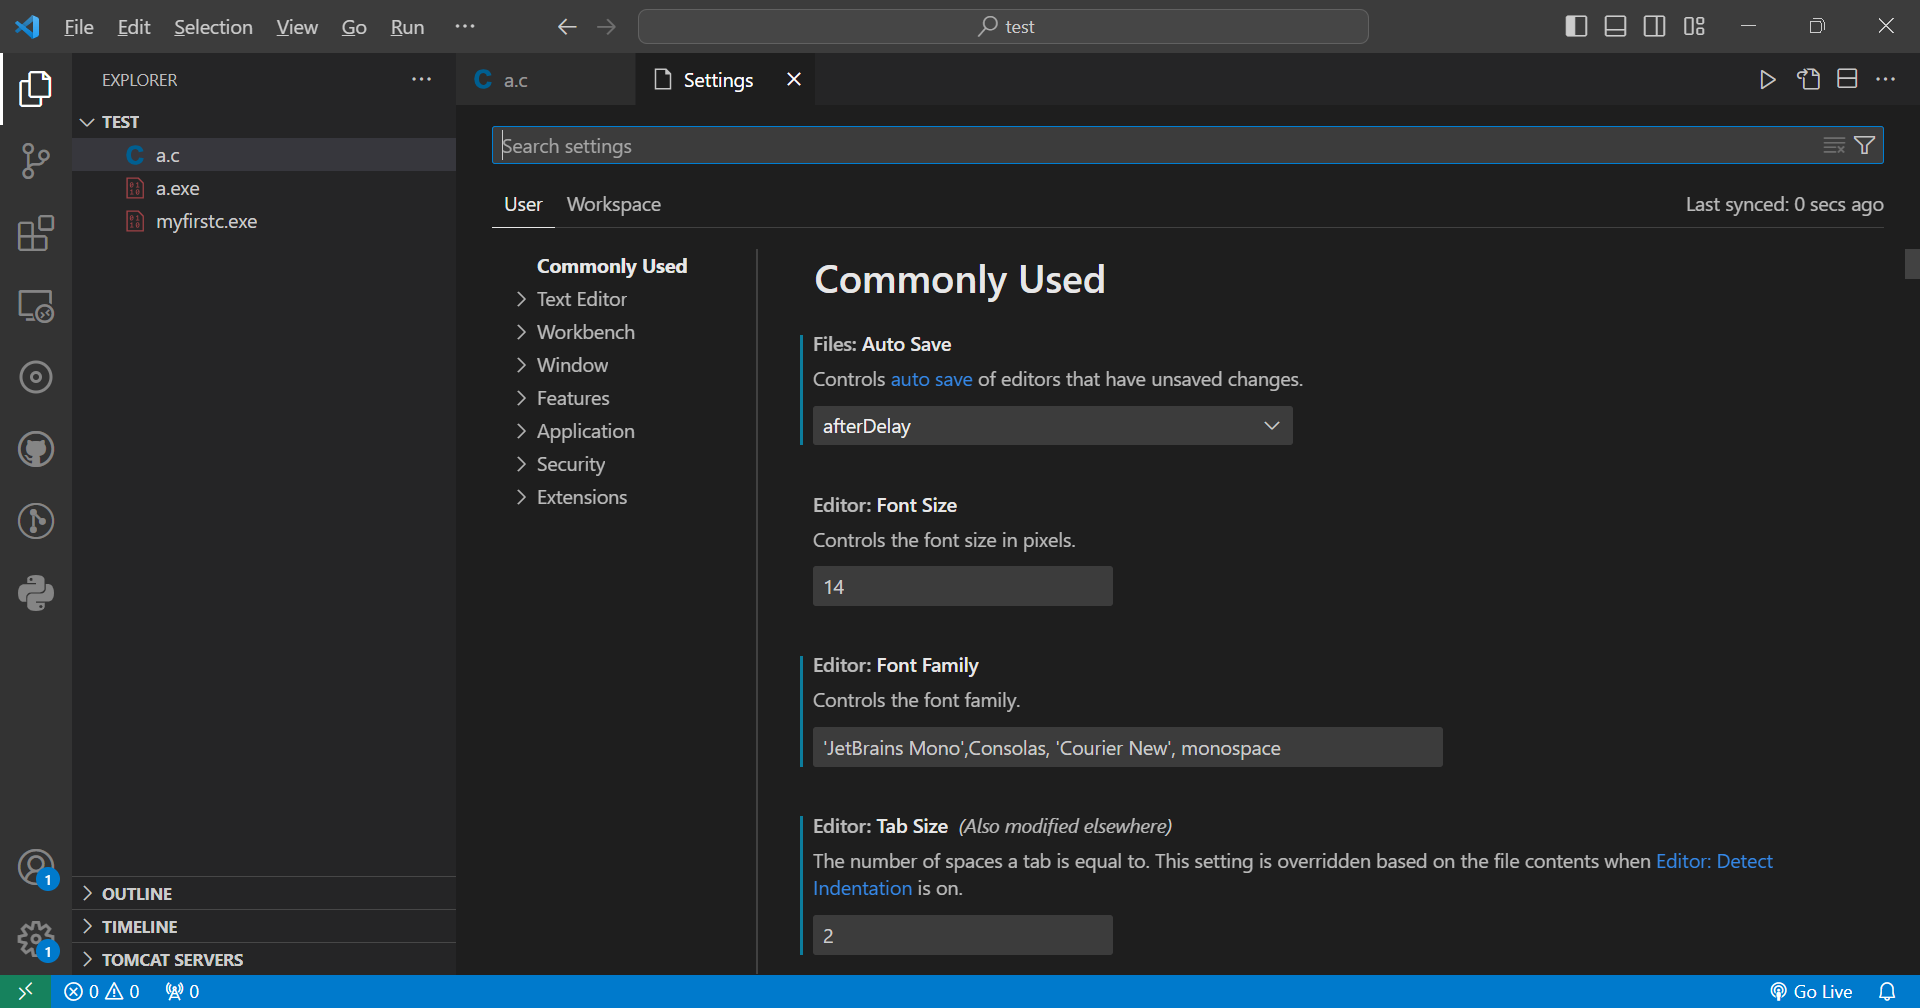 File Edit Selection View Go Run ···
test
EXPLORER
TEST
a.c
a.exe
myfirstc.exe
OUTLINE
TIMELINE
TOMCAT SERVERS
1
1
a.c
Settings
Search settings
User Workspace
Last synced: 0 secs ago
Commonly Used
Text Editor
Workbench
Window
Features
Application
Security
Extensions
Commonly Used
Files: Auto Save
Controls auto save of editors that have unsaved changes.
afterDelay
Editor: Font Size
Controls the font size in pixels.
14
Editor: Font Family
Controls the font family.
'JetBrains Mono',Consolas, 'Courier New', monospace
Editor: Tab Size (Also modified elsewhere)
The number of spaces a tab is equal to. This setting is overridden based on the file contents when Editor: Detect
Indentation is on.
2
0 0 0
Go Live